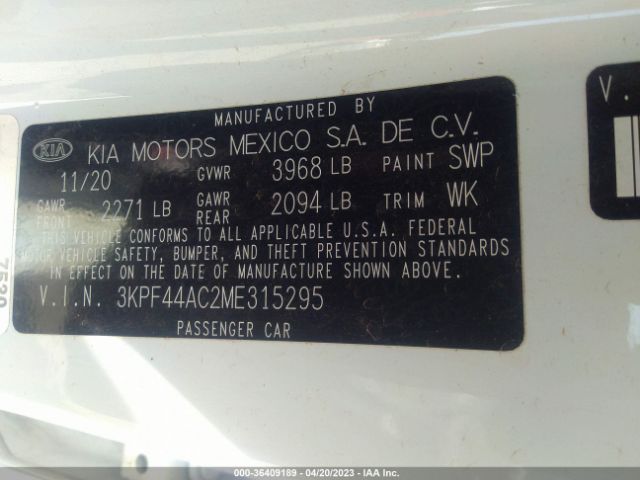 MANUFACTURED BY
KIA KIA MOTORS MEXICO S.A. DE C.V.
11/20 GVWR 3968 LB PAINT SWP
GAWR FRONT 2271 LB GAWR REAR 2094 LB TRIM WK
THIS VEHICLE CONFORMS TO ALL APPLICABLE U.S.A. FEDERAL
MOTOR VEHICLE SAFETY, BUMPER, AND THEFT PREVENTION STANDARDS
IN EFFECT ON THE DATE OF MANUFACTURE SHOWN ABOVE.
V.I.N. 3KPF44AC2ME315295
PASSENGER CAR
V.
7520
000-36409189 - 04/20/2023 - IAA Inc.